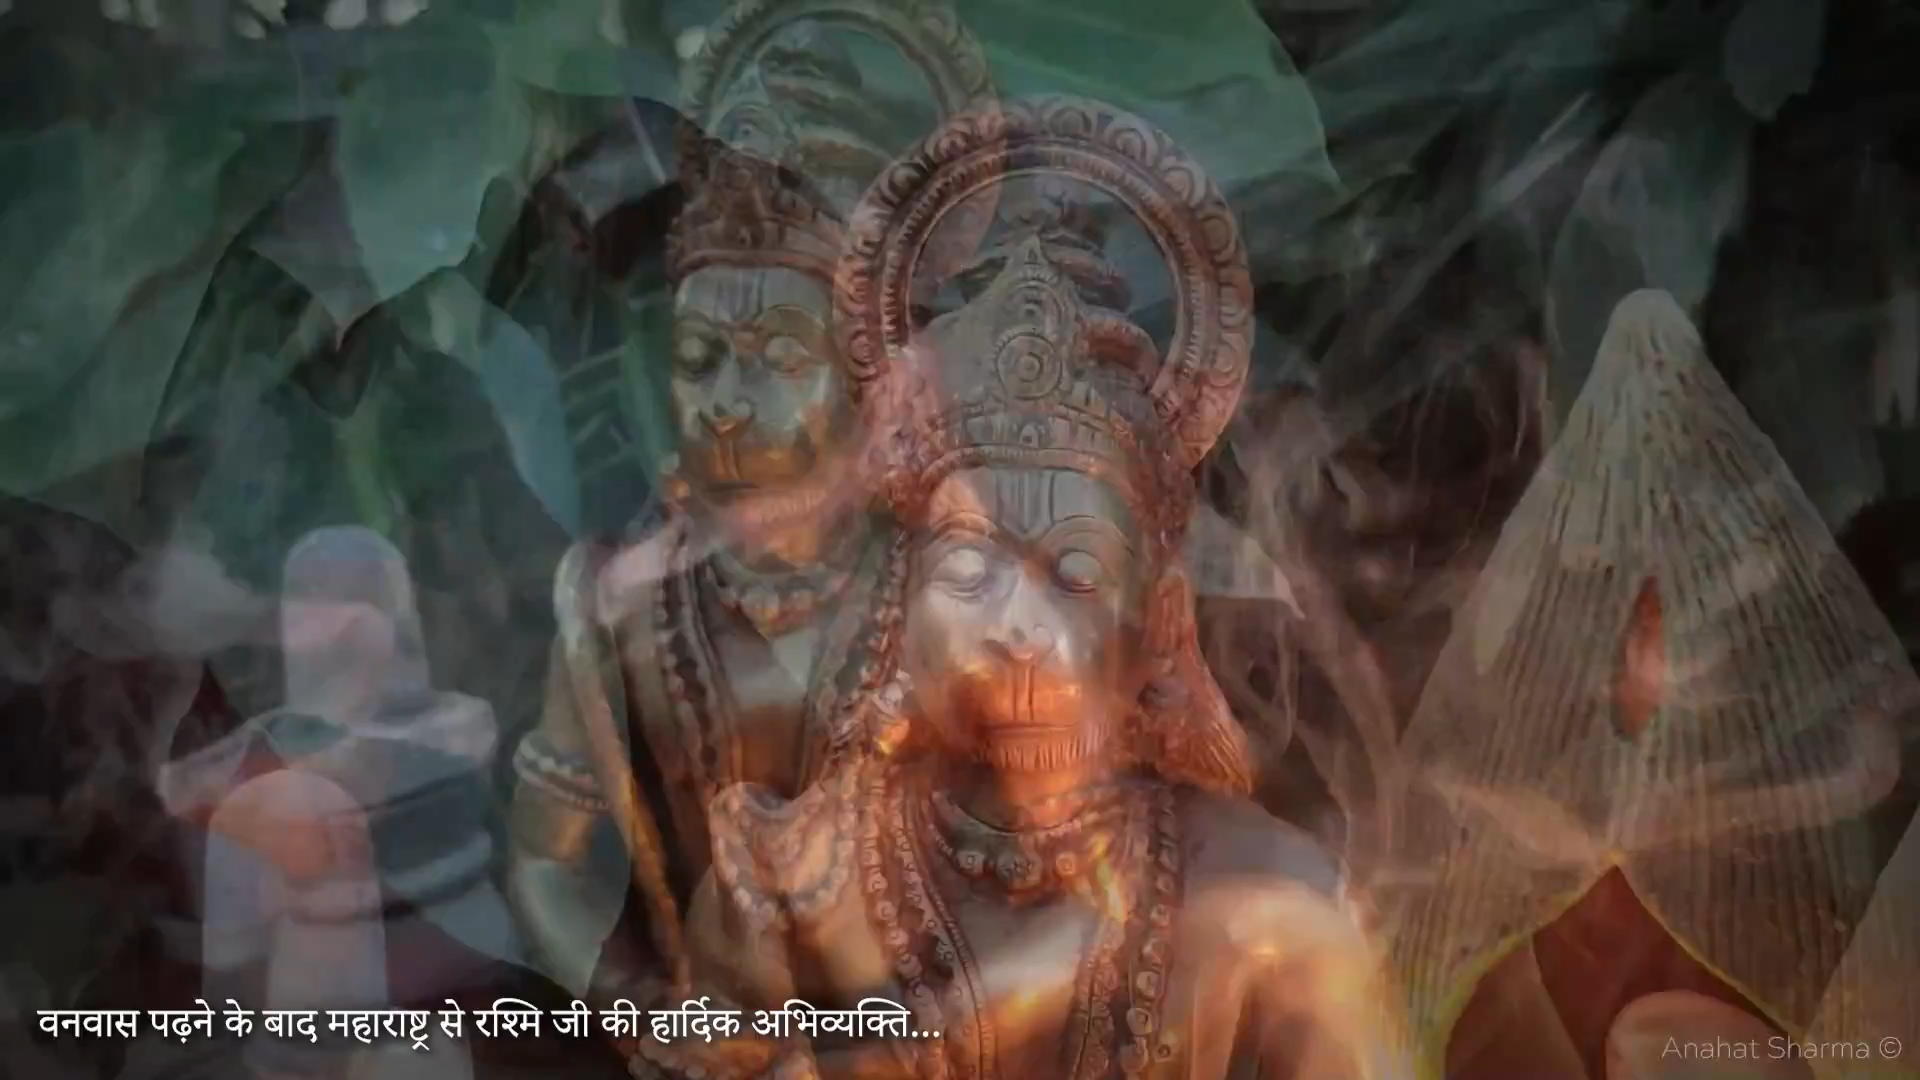 वनवास पढ़ने के बाद महाराष्ट्र से रश्मि जी की हार्दिक अभिव्यक्ति...
Anahat Sharma ©